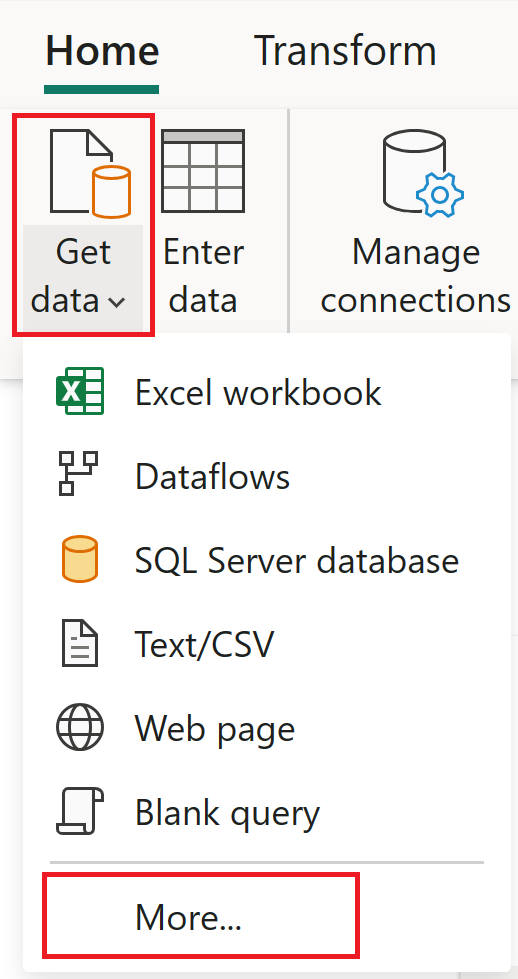 Home Transform
Get
data
Enter
data
Manage
connections
Excel workbook
Dataflows
SQL Server database
Text/CSV
Web page
Blank query
More...